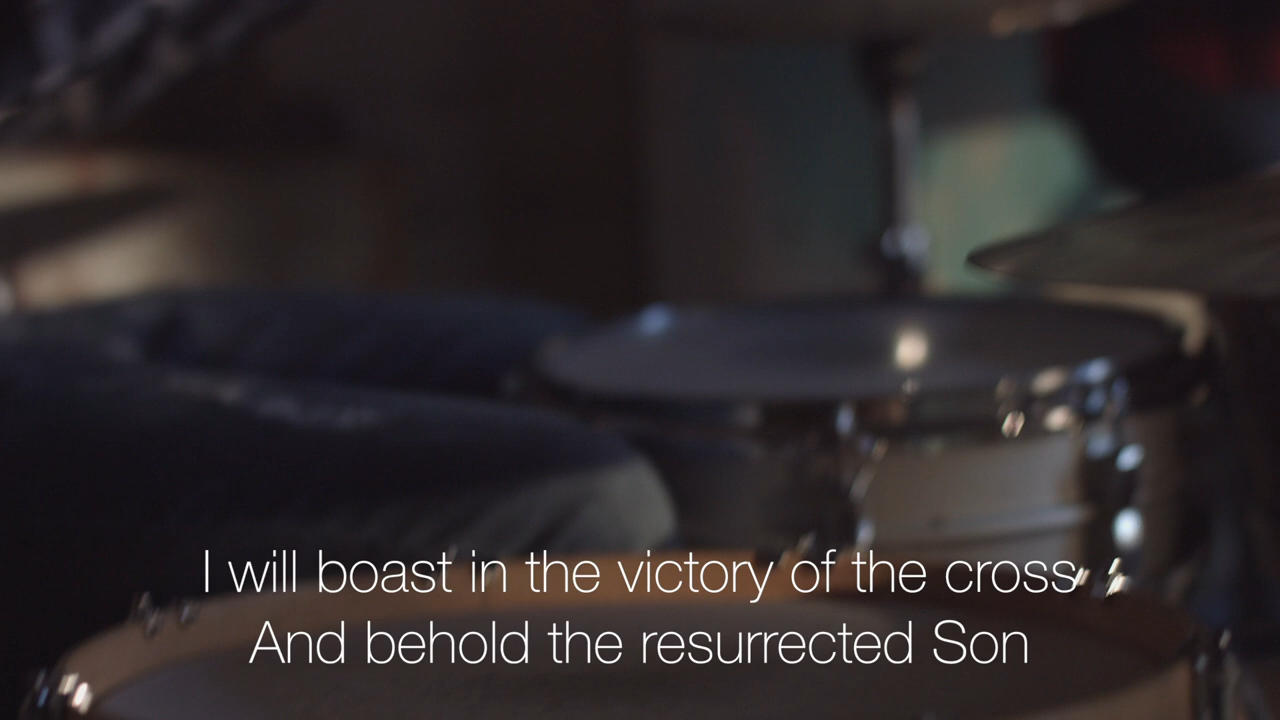 I will boast in the victory of the cross
And behold the resurrected Son